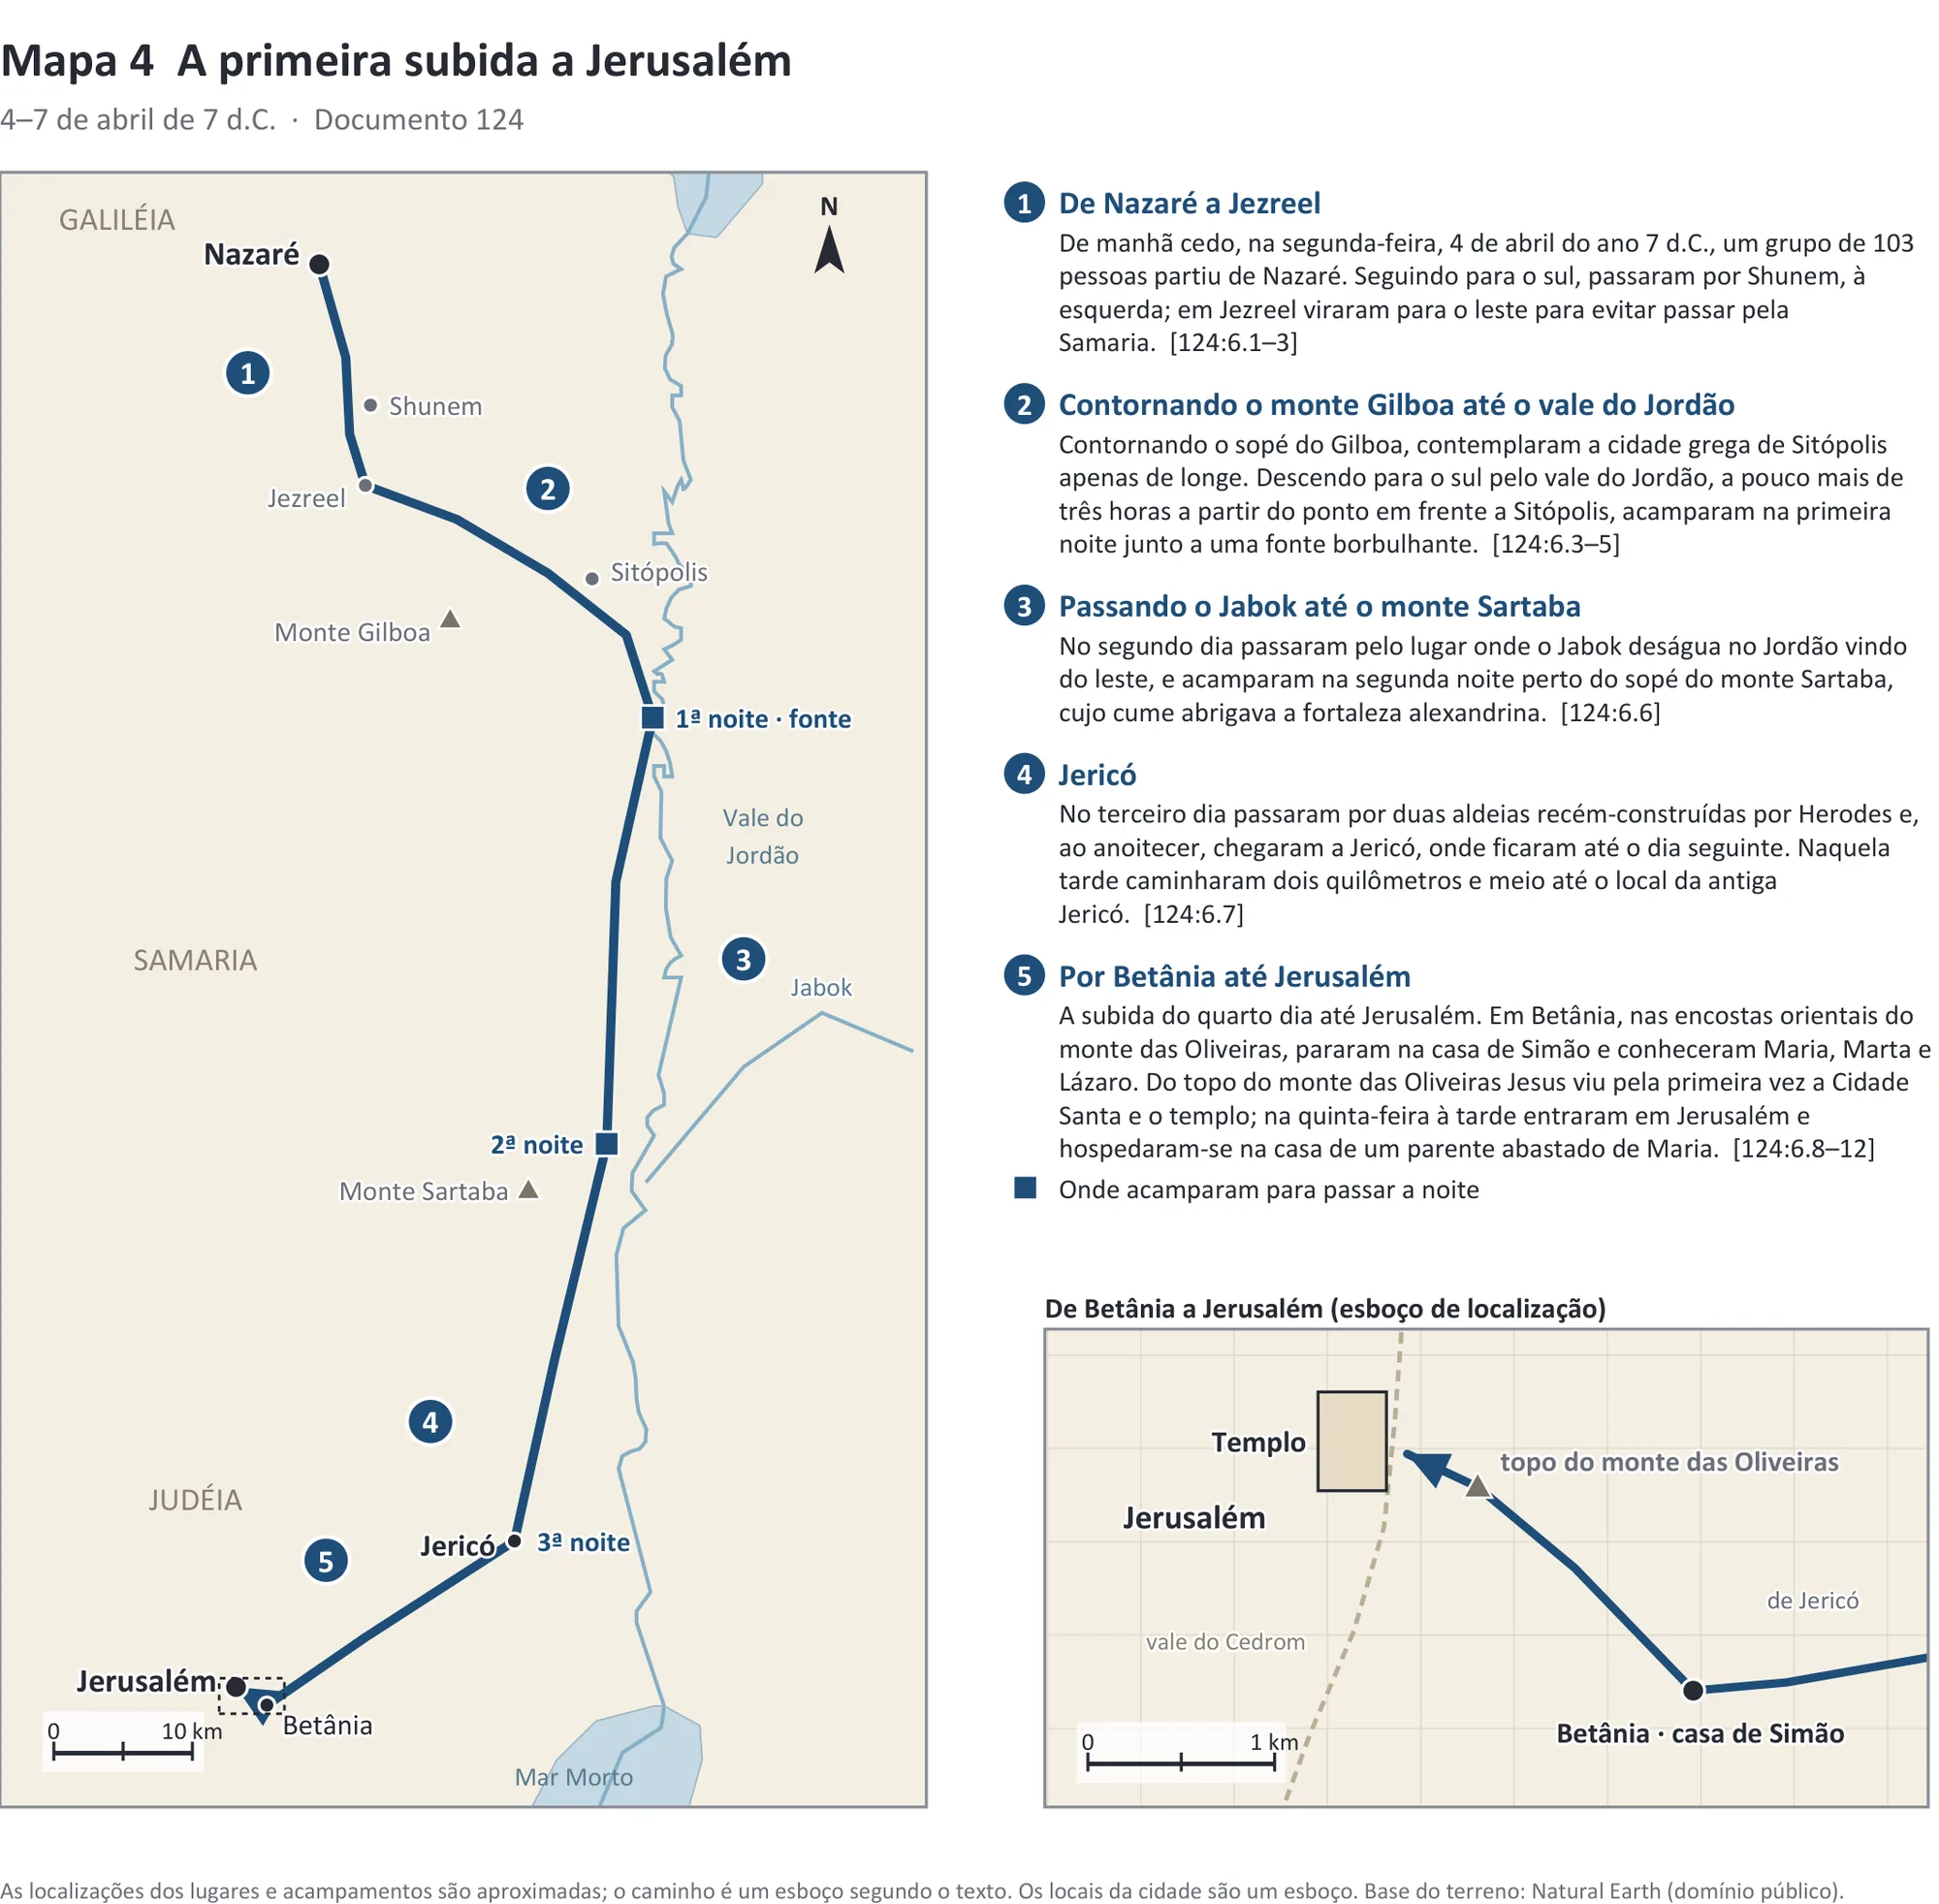 Mapa 4 A primeira subida a Jerusalém
4–7 de abril de 7 d.C. · Documento 124
GALILÉIA
N
Nazaré
1
Shunem
Jezreel
2
Sitópolis
Monte Gilboa
1ª noite · fonte
Vale do
Jordão
SAMARIA
3
Jabok
2ª noite
Monte Sartaba
4
JUDÉIA
Jericó
3ª noite
5
Jerusalém
Betânia
0 10 km
Mar Morto
1 De Nazaré a Jezreel
De manhã cedo, na segunda-feira, 4 de abril do ano 7 d.C., um grupo de 103
pessoas partiu de Nazaré. Seguindo para o sul, passaram por Shunem, à
esquerda; em Jezreel viraram para o leste para evitar passar pela
Samaria. [124:6.1–3]
2 Contornando o monte Gilboa até o vale do Jordão
Contornando o sopé do Gilboa, contemplaram a cidade grega de Sitópolis
apenas de longe. Descendo para o sul pelo vale do Jordão, a pouco mais de
três horas a partir do ponto em frente a Sitópolis, acamparam na primeira
noite junto a uma fonte borbulhante. [124:6.3–5]
3 Passando o Jabok até o monte Sartaba
No segundo dia passaram pelo lugar onde o Jabok deságua no Jordão vindo
do leste, e acamparam na segunda noite perto do sopé do monte Sartaba,
cujo cume abrigava a fortaleza alexandrina. [124:6.6]
4 Jericó
No terceiro dia passaram por duas aldeias recém-construídas por Herodes e,
ao anoitecer, chegaram a Jericó, onde ficaram até o dia seguinte. Naquela
tarde caminharam dois quilômetros e meio até o local da antiga
Jericó. [124:6.7]
5 Por Betânia até Jerusalém
A subida do quarto dia até Jerusalém. Em Betânia, nas encostas orientais do
monte das Oliveiras, pararam na casa de Simão e conheceram Maria, Marta e
Lázaro. Do topo do monte das Oliveiras Jesus viu pela primeira vez a Cidade
Santa e o templo; na quinta-feira à tarde entraram em Jerusalém e
hospedaram-se na casa de um parente abastado de Maria. [124:6.8–12]
Onde acamparam para passar a noite
De Betânia a Jerusalém (esboço de localização)
Templo
topo do monte das Oliveiras
Jerusalém
de Jericó
vale do Cedrom
Betânia · casa de Simão
0 1 km
As localizações dos lugares e acampamentos são aproximadas; o caminho é um esboço segundo o texto. Os locais da cidade são um esboço. Base do terreno: Natural Earth (domínio público).